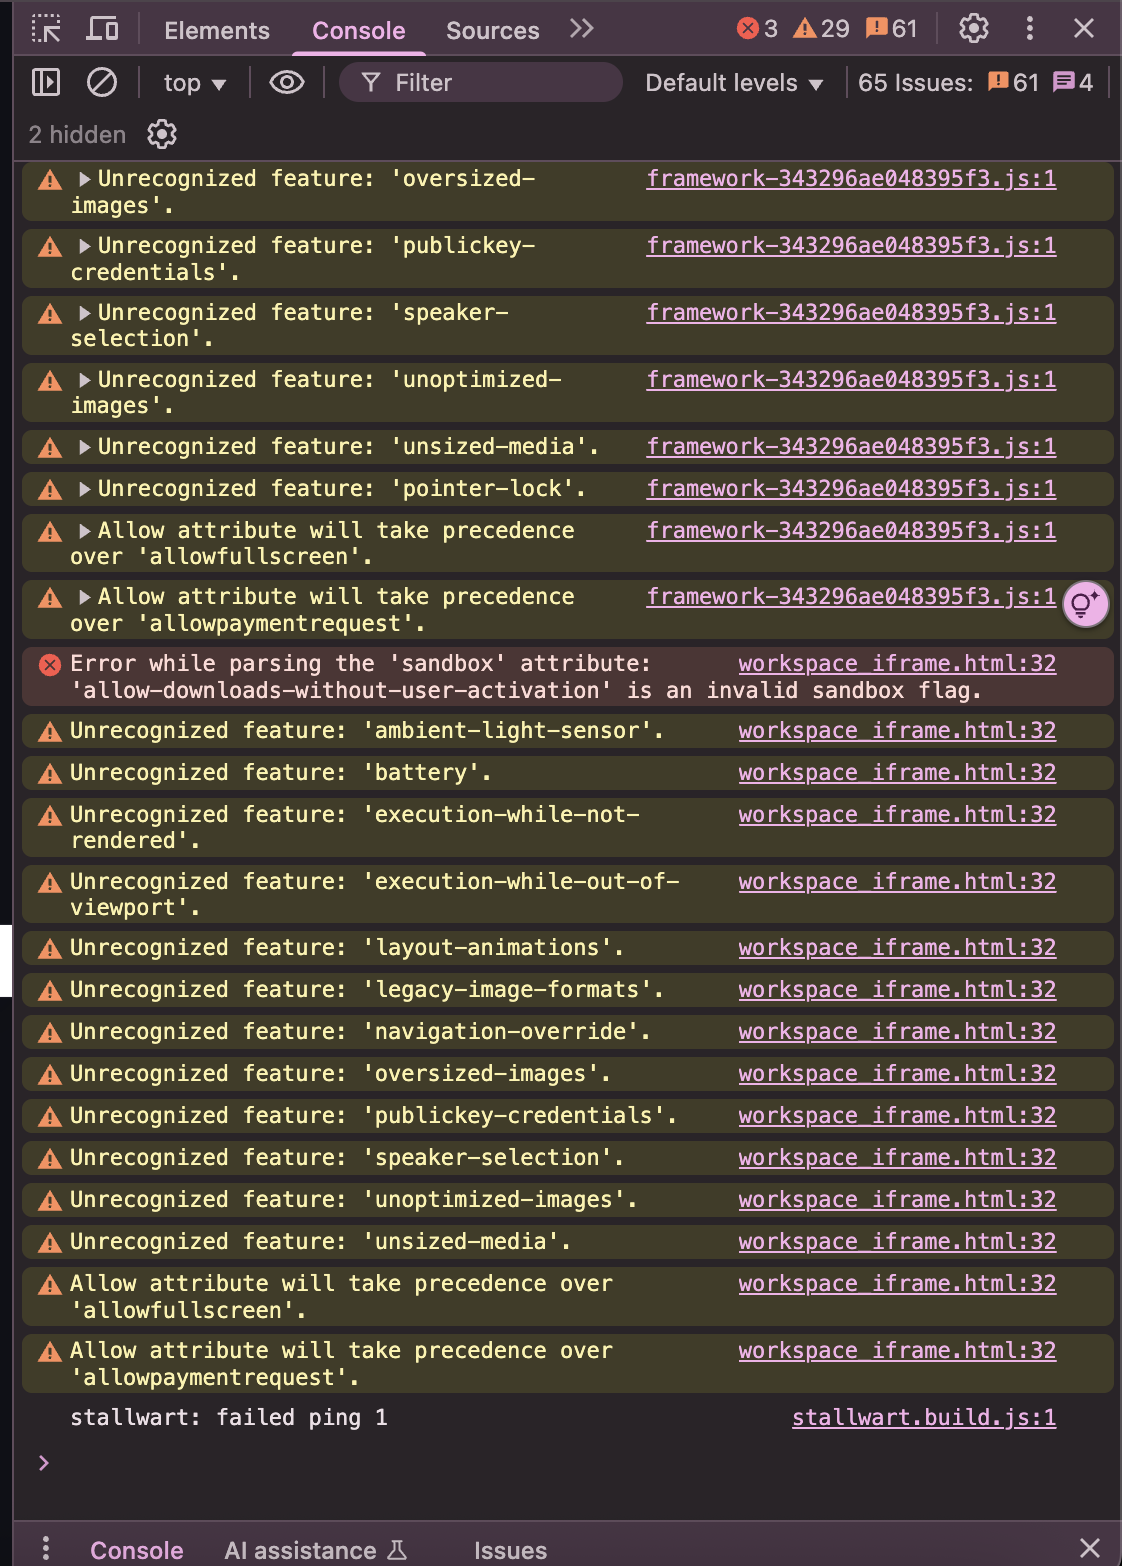 Elements Console Sources 3 29 61
top Filter Default levels 65 Issues: 61 4
2 hidden
Unrecognized feature: 'oversized- framework-343296ae048395f3.js:1
images'.
Unrecognized feature: 'publickey- framework-343296ae048395f3.js:1
credentials'.
Unrecognized feature: 'speaker- framework-343296ae048395f3.js:1
selection'.
Unrecognized feature: 'unoptimized- framework-343296ae048395f3.js:1
images'.
Unrecognized feature: 'unsized-media'. framework-343296ae048395f3.js:1
Unrecognized feature: 'pointer-lock'. framework-343296ae048395f3.js:1
Allow attribute will take precedence framework-343296ae048395f3.js:1
over 'allowfullscreen'.
Allow attribute will take precedence framework-343296ae048395f3.js:1
over 'allowpaymentrequest'.
Error while parsing the 'sandbox' attribute: workspace_iframe.html:32
'allow-downloads-without-user-activation' is an invalid sandbox flag.
Unrecognized feature: 'ambient-light-sensor'. workspace_iframe.html:32
Unrecognized feature: 'battery'. workspace_iframe.html:32
Unrecognized feature: 'execution-while-not- workspace_iframe.html:32
rendered'.
Unrecognized feature: 'execution-while-out-of- workspace_iframe.html:32
viewport'.
Unrecognized feature: 'layout-animations'. workspace_iframe.html:32
Unrecognized feature: 'legacy-image-formats'. workspace_iframe.html:32
Unrecognized feature: 'navigation-override'. workspace_iframe.html:32
Unrecognized feature: 'oversized-images'. workspace_iframe.html:32
Unrecognized feature: 'publickey-credentials'. workspace_iframe.html:32
Unrecognized feature: 'speaker-selection'. workspace_iframe.html:32
Unrecognized feature: 'unoptimized-images'. workspace_iframe.html:32
Unrecognized feature: 'unsized-media'. workspace_iframe.html:32
Allow attribute will take precedence over workspace_iframe.html:32
'allowfullscreen'.
Allow attribute will take precedence over workspace_iframe.html:32
'allowpaymentrequest'.
stallwart: failed ping 1 stallwart.build.js:1
Console AI assistance Issues